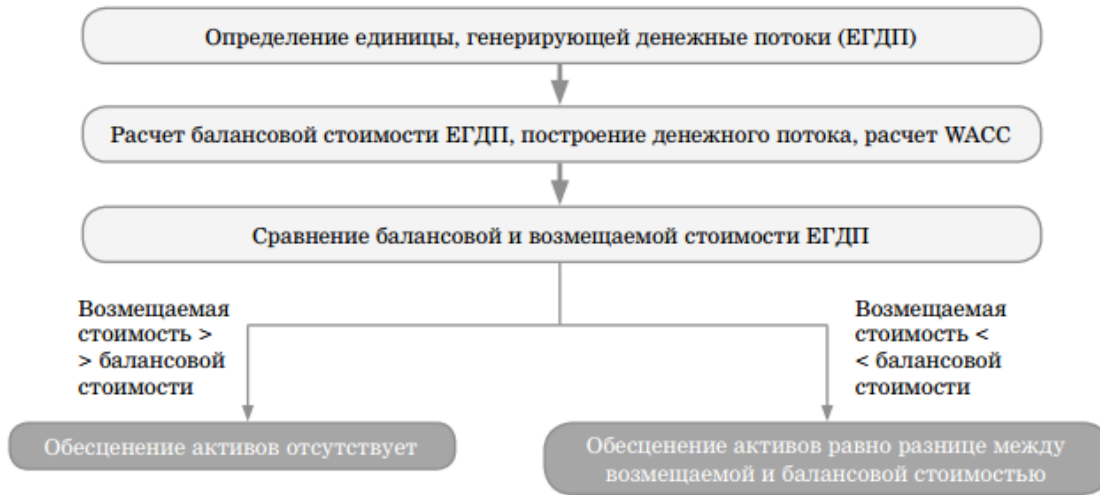 Определение единицы, генерирующей денежные потоки (ЕГДП)
Расчет балансовой стоимости ЕГДП, построение денежного потока, расчет WACC
Сравнение балансовой и возмещаемой стоимости ЕГДП
Возмещаемая
стоимость >
> балансовой
стоимости
Возмещаемая
стоимость <
< балансовой
стоимости
Обесценение активов отсутствует
Обесценение активов равно разнице между
возмещаемой и балансовой стоимостью